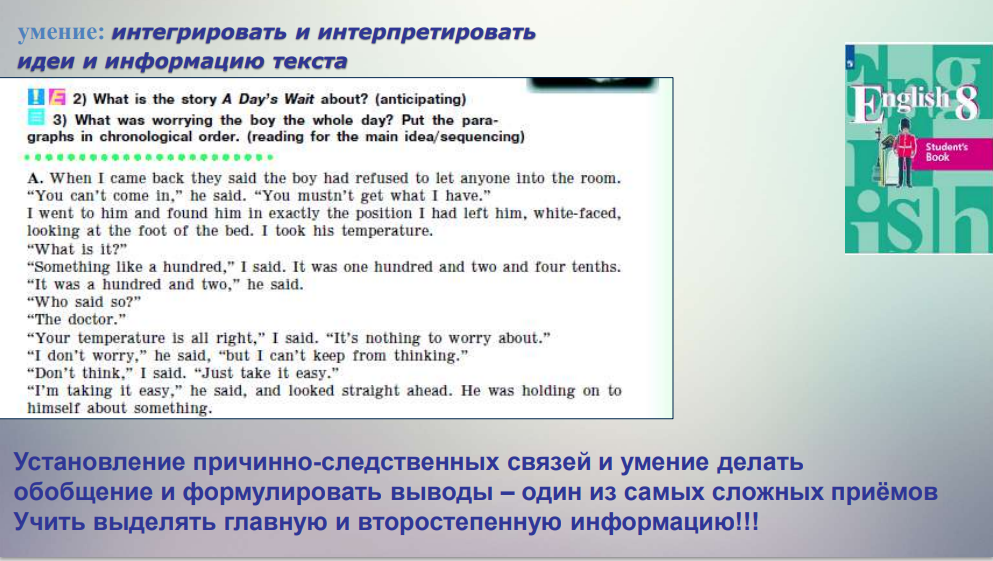 умение: интегрировать и интерпретировать
идеи и информацию текста
2) What is the story A Day's Wait about? (anticipating)
3) What was worrying the boy the whole day? Put the para-
graphs in chronological order. (reading for the main idea/sequencing)
A. When I came back they said the boy had refused to let anyone into the room.
“You can't come in,” he said. “You mustn't get what I have.”
I went to him and found him in exactly the position I had left him, white-faced,
looking at the foot of the bed. I took his temperature.
“What is it?”
“Something like a hundred,” I said. It was one hundred and two and four tenths.
“It was a hundred and two,” he said.
“Who said so?”
“The doctor.”
“Your temperature is all right,” I said. “It's nothing to worry about.”
“I don't worry,” he said, “but I can't keep from thinking.”
“Don't think,” I said. “Just take it easy.”
“I'm taking it easy,” he said, and looked straight ahead. He was holding on to
himself about something.
English 8
Student's
Book
Eng
ish
Установление причинно-следственных связей и умение делать
обобщение и формулировать выводы – один из самых сложных приёмов
Учить выделять главную и второстепенную информацию!!!